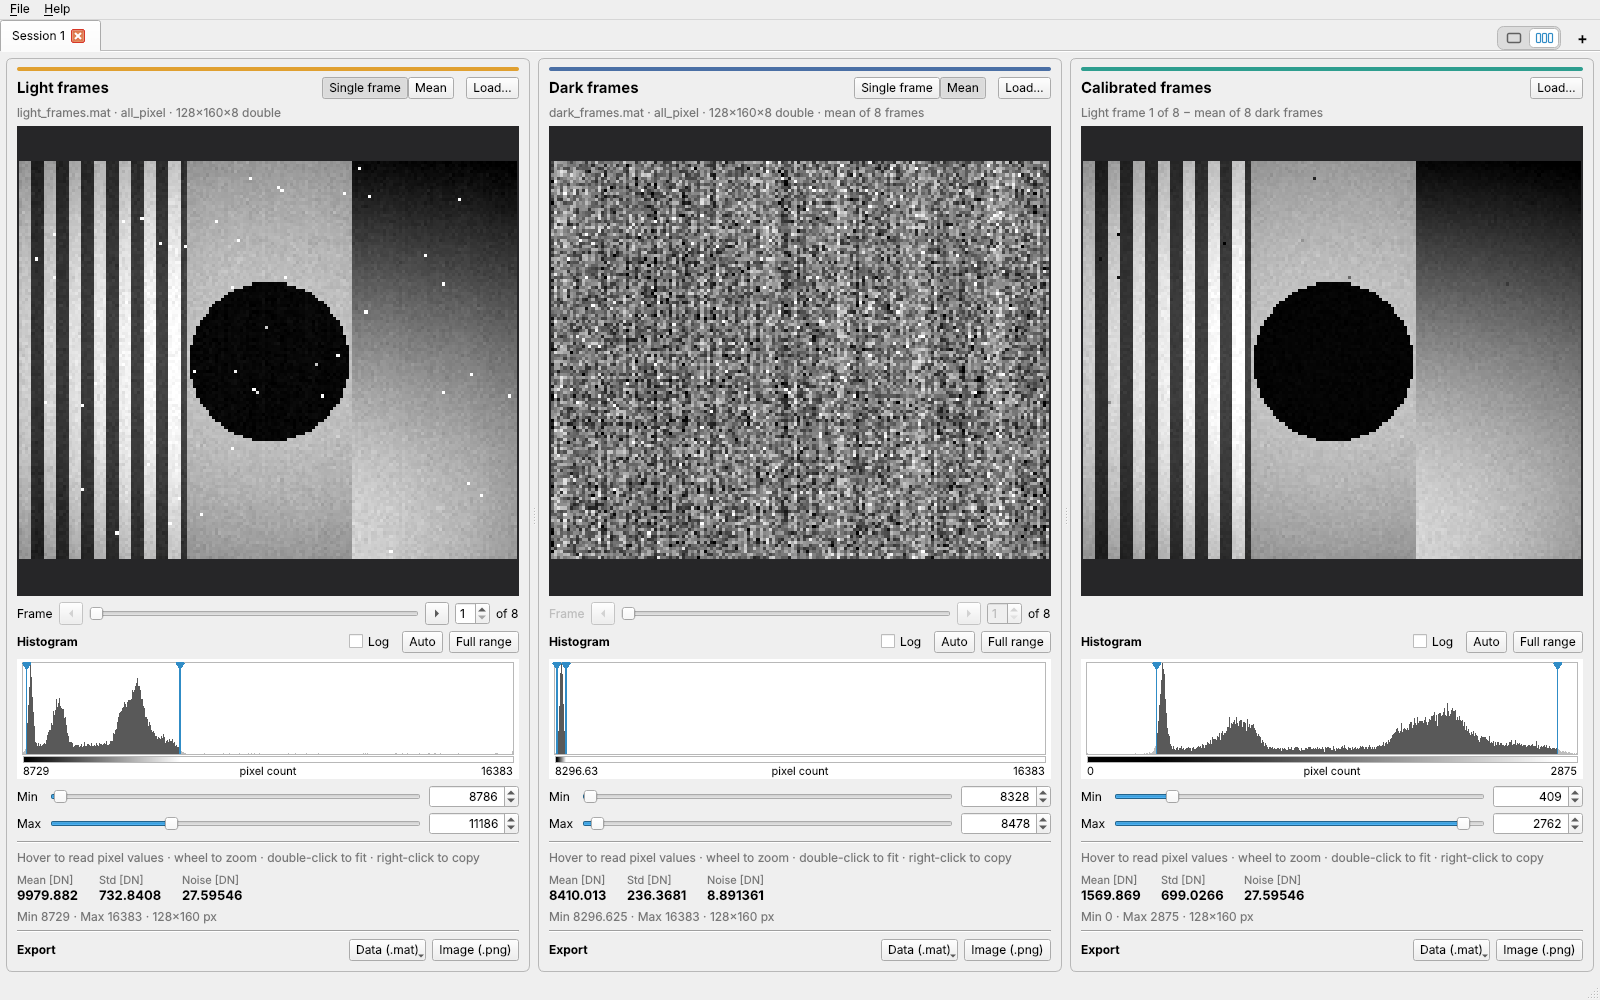 File Help
Session 1
+
Light frames Single frame Mean Load...
light_frames.mat · all_pixel · 128×160×8 double
Frame 1 of 8
Histogram Log Auto Full range
8729 pixel count 16383
Min 8786
Max 11186
Hover to read pixel values · wheel to zoom · double-click to fit · right-click to copy
Mean [DN] Std [DN] Noise [DN]
9979.882 732.8408 27.59546
Min 8729 · Max 16383 · 128×160 px
Export Data (.mat) Image (.png)
Dark frames Single frame Mean Load...
dark_frames.mat · all_pixel · 128×160×8 double · mean of 8 frames
Frame 1 of 8
Histogram Log Auto Full range
8296.63 pixel count 16383
Min 8328
Max 8478
Hover to read pixel values · wheel to zoom · double-click to fit · right-click to copy
Mean [DN] Std [DN] Noise [DN]
8410.013 236.3681 8.891361
Min 8296.625 · Max 16383 · 128×160 px
Export Data (.mat) Image (.png)
Calibrated frames Load...
Light frame 1 of 8 − mean of 8 dark frames
Histogram Log Auto Full range
0 pixel count 2875
Min 409
Max 2762
Hover to read pixel values · wheel to zoom · double-click to fit · right-click to copy
Mean [DN] Std [DN] Noise [DN]
1569.869 699.0266 27.59546
Min 0 · Max 2875 · 128×160 px
Export Data (.mat) Image (.png)